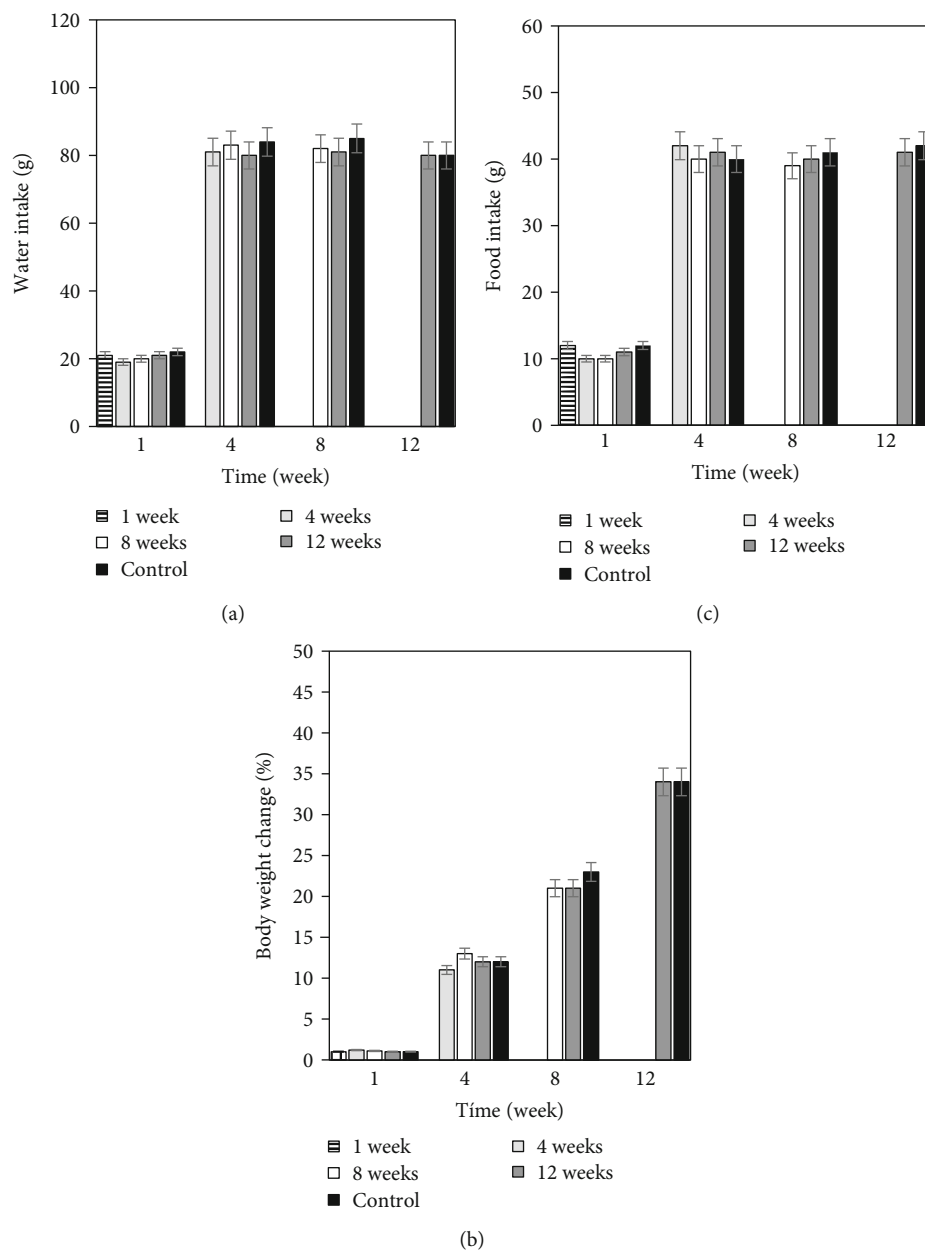 120
100
80
60
40
20
0
Water intake (g)
1 4 8 12
Time (week)
1 week 4 weeks
8 weeks 12 weeks
Control
(a)
60
50
40
30
20
10
0
Food intake (g)
1 4 8 12
Time (week)
1 week 4 weeks
8 weeks 12 weeks
Control
(c)
50
45
40
35
30
25
20
15
10
5
0
Body weight change (%)
1 4 8 12
Tíme (week)
1 week 4 weeks
8 weeks 12 weeks
Control
(b)